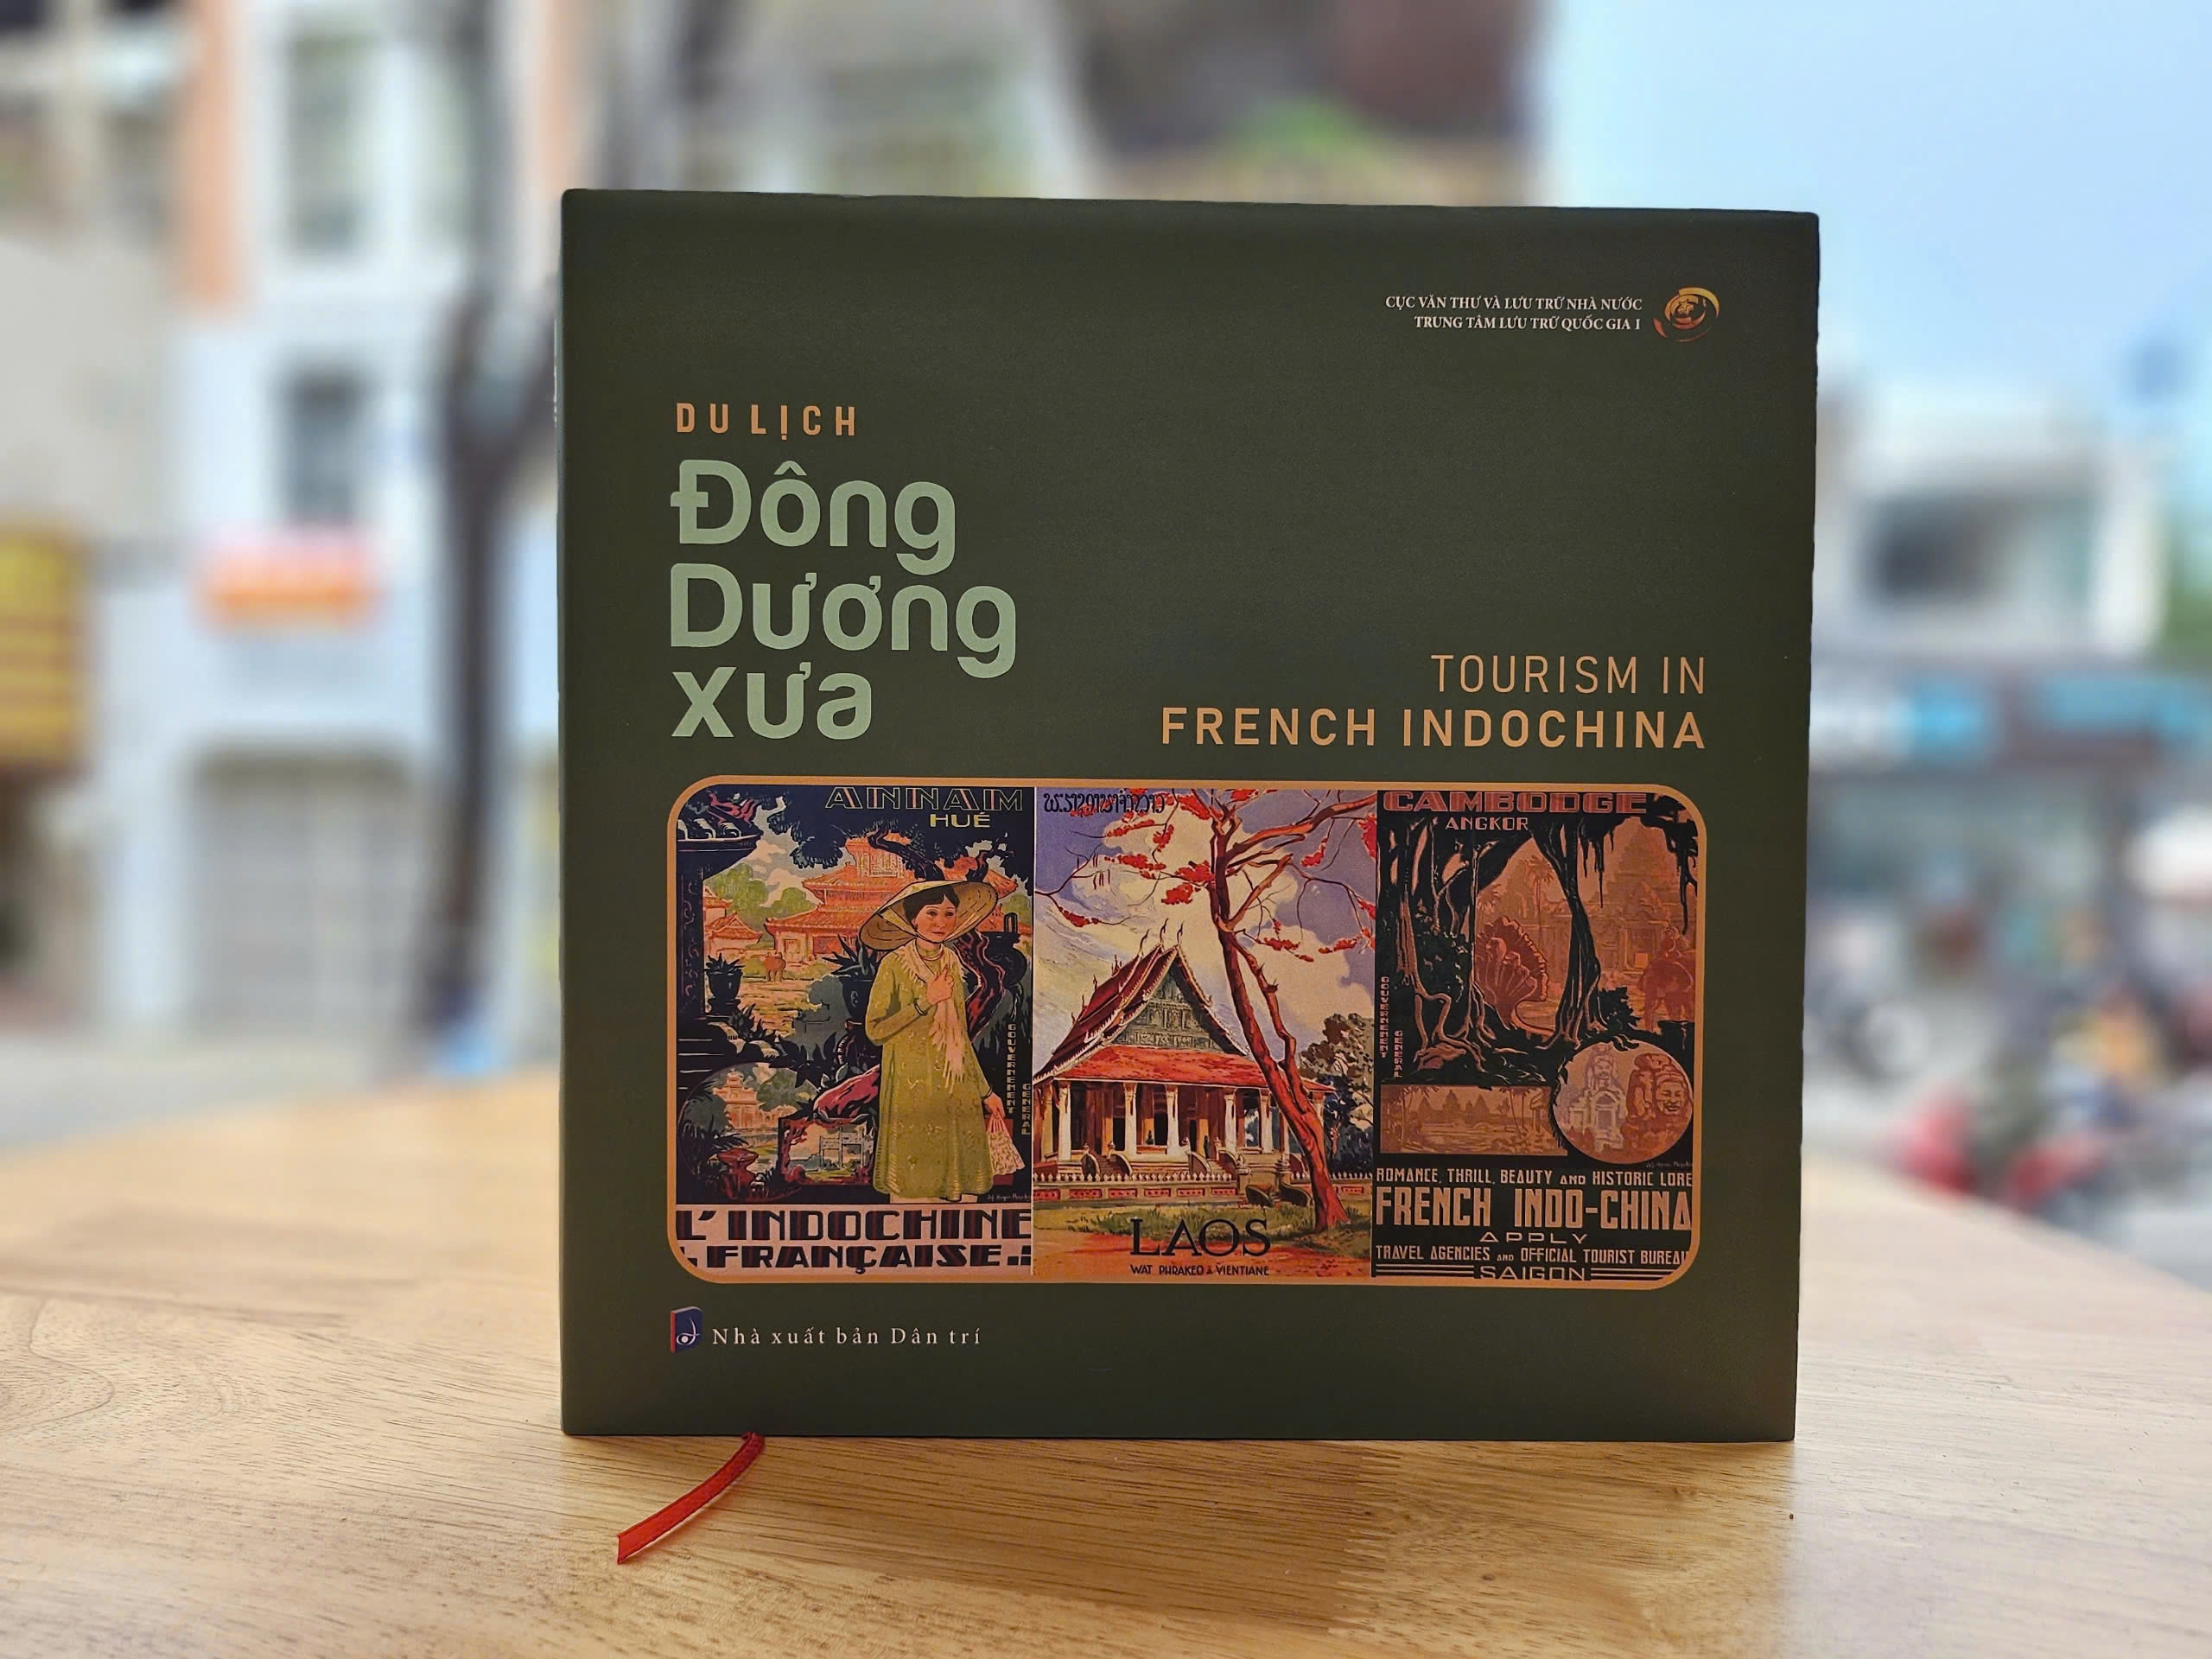 CỤC VĂN THƯ VÀ LƯU TRỮ NHÀ NƯỚC
TRUNG TÂM LƯU TRỮ QUỐC GIA I
DU LỊCH
Đông
Dương
xưa
TOURISM IN
FRENCH INDOCHINA
ANNAM
HUÉ
GOUVERNEMENT
GENERAL
L'INDOCHINE
FRANÇAISE
LAOS
WAT PHRAKEO À VIENTIANE
CAMBODGE
ANGKOR
GOUVERNEMENT
GENERAL
ROMANCE, THRILL, BEAUTY AND HISTORIC LORE
FRENCH INDO-CHINA
APPLY
TRAVEL AGENCIES AND OFFICIAL TOURIST BUREAU
SAIGON
Nhà xuất bản Dân trí